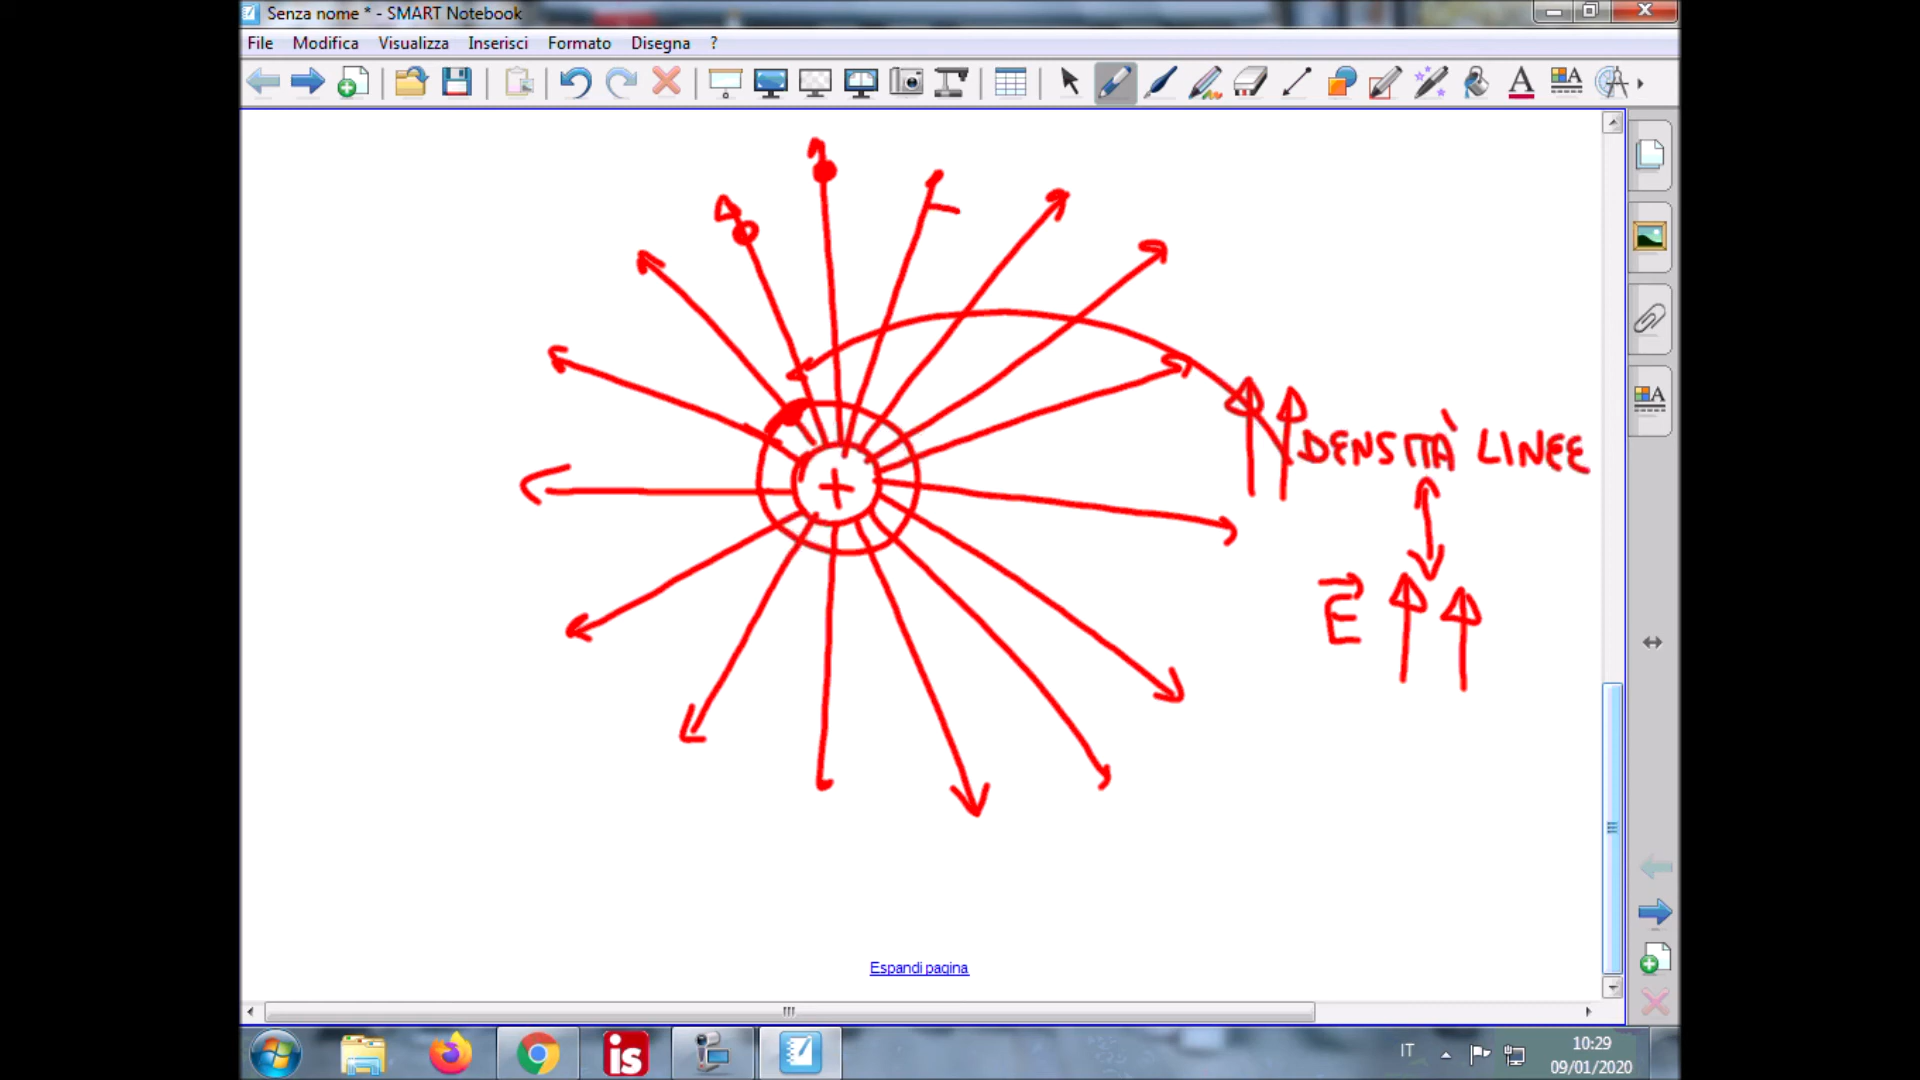 Senza nome * - SMART Notebook
File Modifica Visualizza Inserisci Formato Disegna ?
+
DENSITÀ LINEE
E
Espandi pagina
is
IT
10:29
09/01/2020